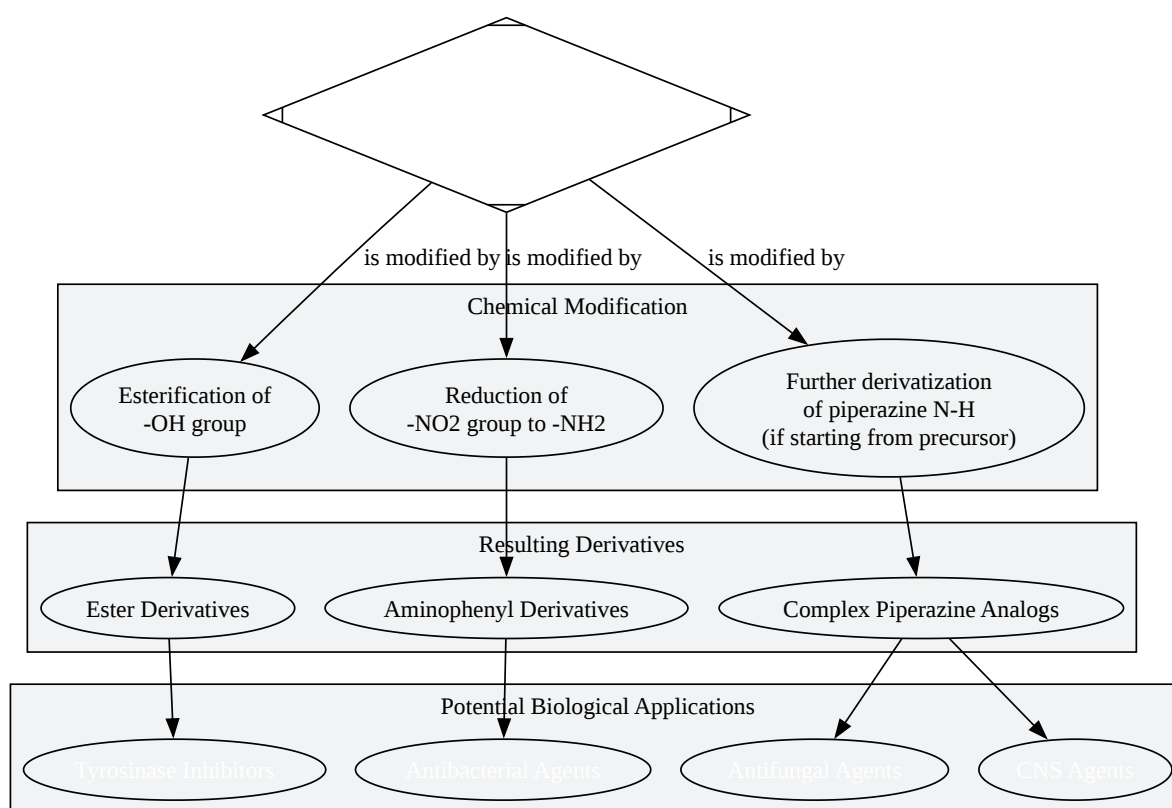 is modified by
is modified by
is modified by
Chemical Modification
Esterification of
-OH group
Reduction of
-NO2 group to -NH2
Further derivatization
of piperazine N-H
(if starting from precursor)
Resulting Derivatives
Ester Derivatives
Aminophenyl Derivatives
Complex Piperazine Analogs
Potential Biological Applications
Tyrosinase Inhibitors
Antibacterial Agents
Antifungal Agents
CNS Agents